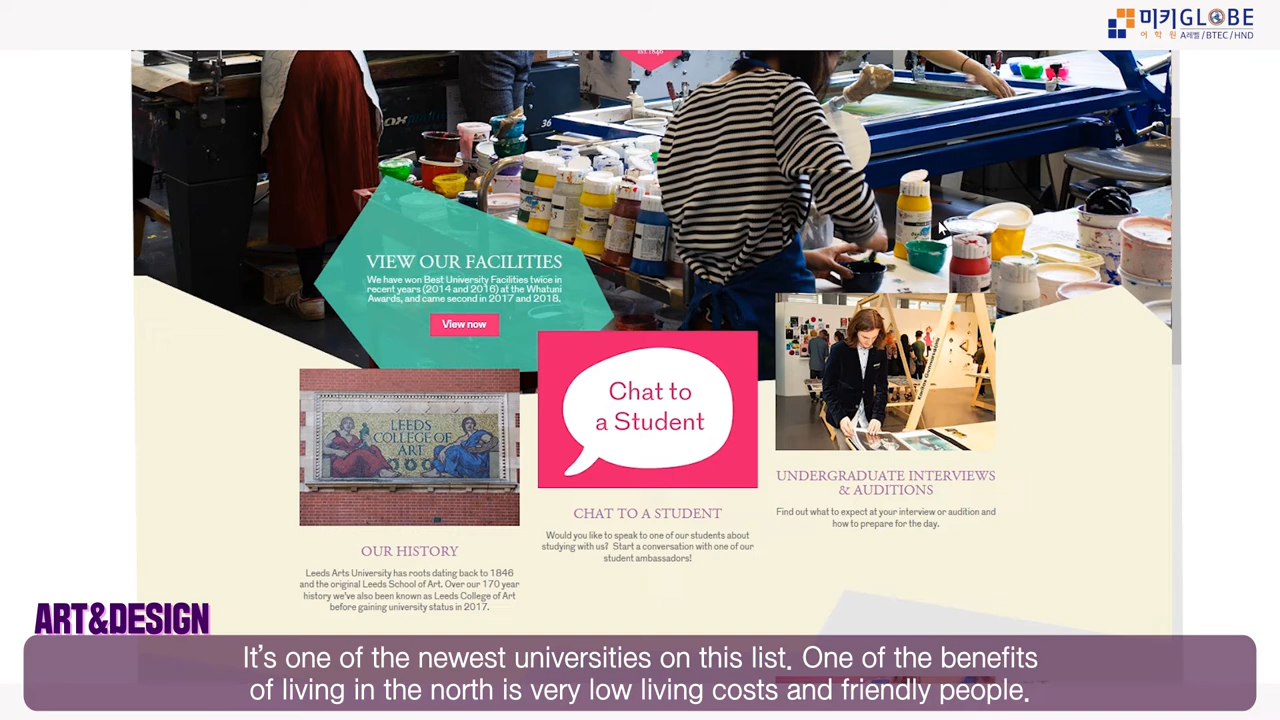 미키GLOBE
어학원 A레벨/BTEC/HND
est.1846
36
VIEW OUR FACILITIES
We have won Best University Facilities twice in
recent years (2014 and 2016) at the Whatuni
Awards, and came second in 2017 and 2018.
View now
LEEDS
COLLEGE OF
ART
Chat to
a Student
UNDERGRADUATE INTERVIEWS
& AUDITIONS
Find out what to expect at your interview or audition and
how to prepare for the day.
CHAT TO A STUDENT
Would you like to speak to one of our students about
studying with us? Start a conversation with one of our
student ambassadors!
OUR HISTORY
Leeds Arts University has roots dating back to 1846
and the original Leeds School of Art. Over our 170 year
history we've also been known as Leeds College of Art
before gaining university status in 2017.
ART&DESIGN
It's one of the newest universities on this list. One of the benefits
of living in the north is very low living costs and friendly people.